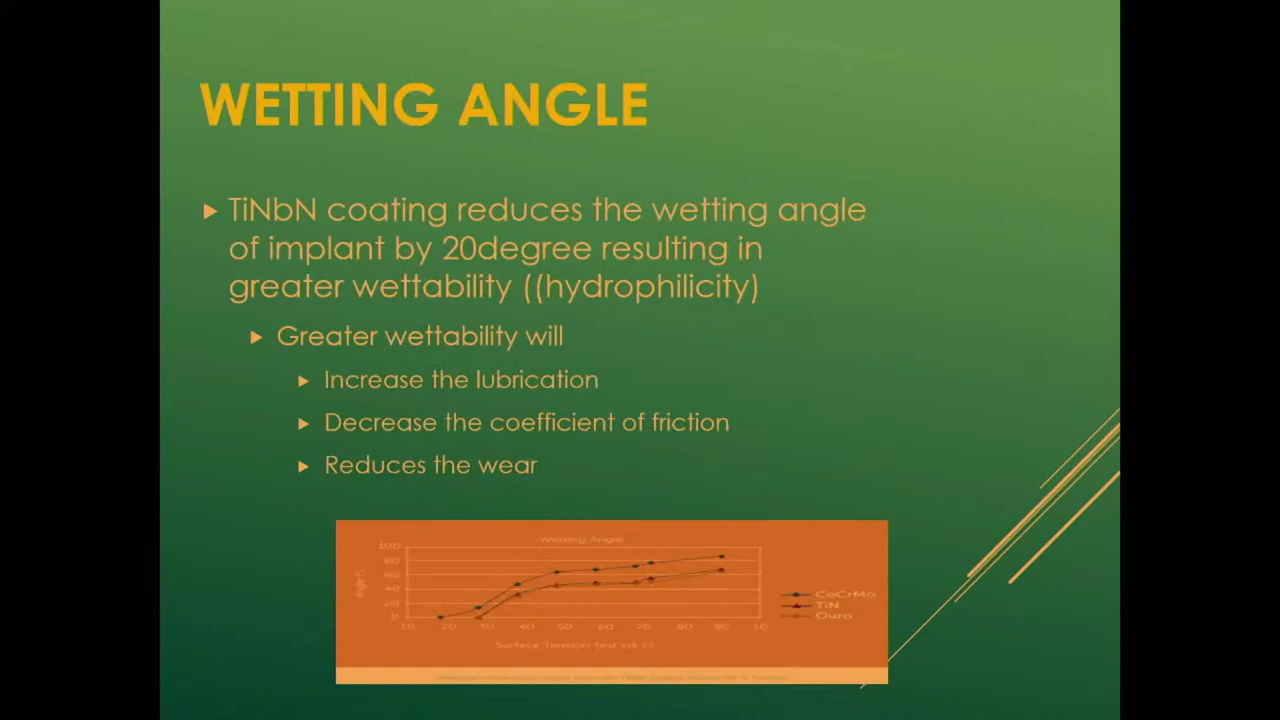 WETTING ANGLE
TiNbN coating reduces the wetting angle
of implant by 20degree resulting in
greater wettability ((hydrophilicity)
Greater wettability will
Increase the lubrication
Decrease the coefficient of friction
Reduces the wear
Wetting Angle
100
80
60
40
20
0
Angle (°)
10 20 30 40 50 60 70 80 90 10
Surface Tension Test ink
CoCrMo
TiN
Ouro